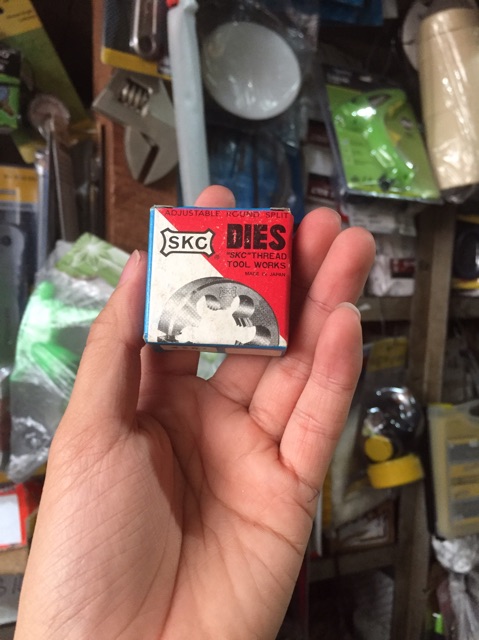 ADJUSTABLE ROUND SPLIT
SKC ®
DIES
"SKC" THREAD
TOOL WORKS
MADE IN JAPAN